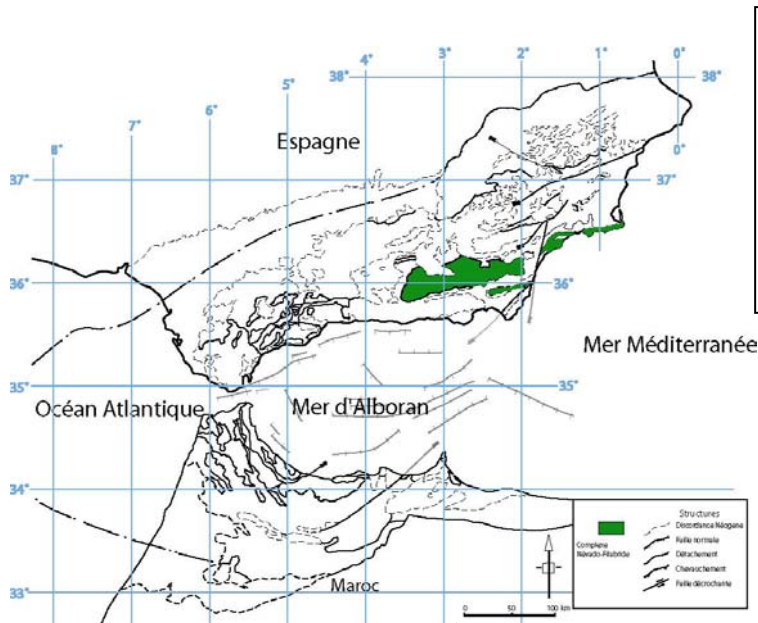 0°
1°
2°
3°
4°
38°
38°
5°
6°
Espagne
7°
0°
8°
37°
37°
36°
36°
Mer Méditerranée
35°
35°
Océan Atlantique
Mer d'Alboran
34°
Structures
Discordance Néogène
Complexe
Névado-Filabride
Faille normale
Détachement
Chevauchement
Faille décrochante
33°
Maroc
0 50 100 km